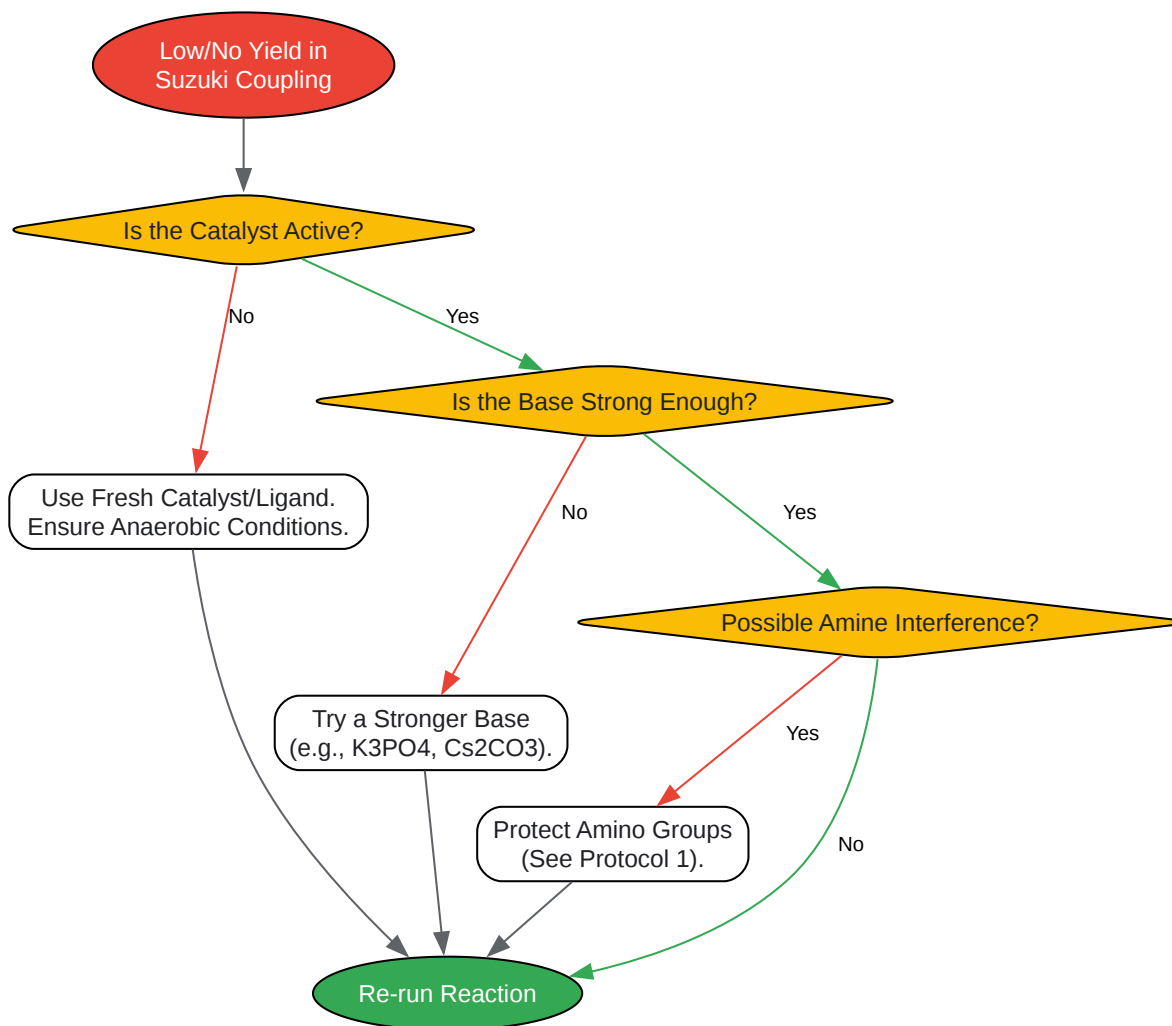 Low/No Yield in
Suzuki Coupling
Is the Catalyst Active?
No
Yes
Is the Base Strong Enough?
Use Fresh Catalyst/Ligand.
Ensure Anaerobic Conditions.
No
Yes
Possible Amine Interference?
Try a Stronger Base
(e.g., K3PO4, Cs2CO3).
Yes
Protect Amino Groups
(See Protocol 1).
No
Re-run Reaction